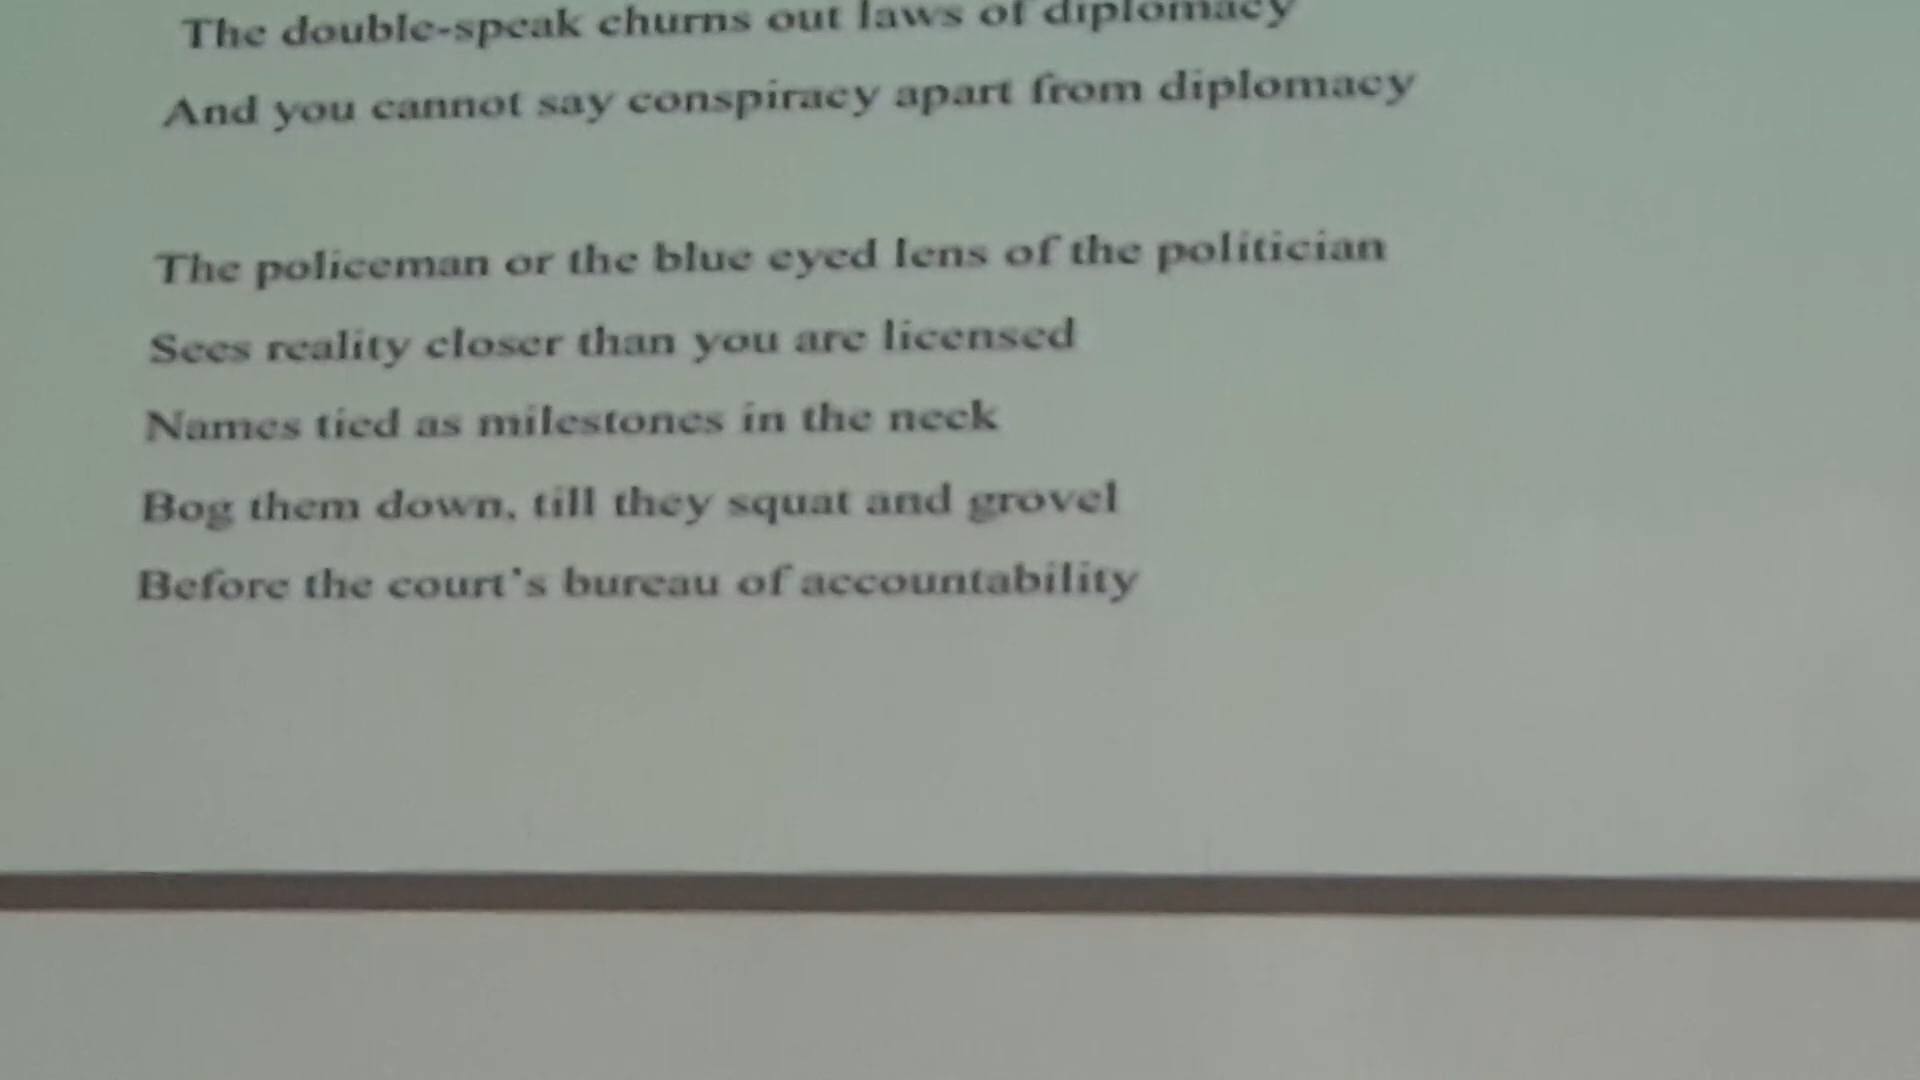 The double-speak churns out laws of diplomacy
And you cannot say conspiracy apart from diplomacy
The policeman or the blue eyed lens of the politician
Sees reality closer than you are licensed
Names tied as milestones in the neck
Bog them down, till they squat and grovel
Before the court's bureau of accountability